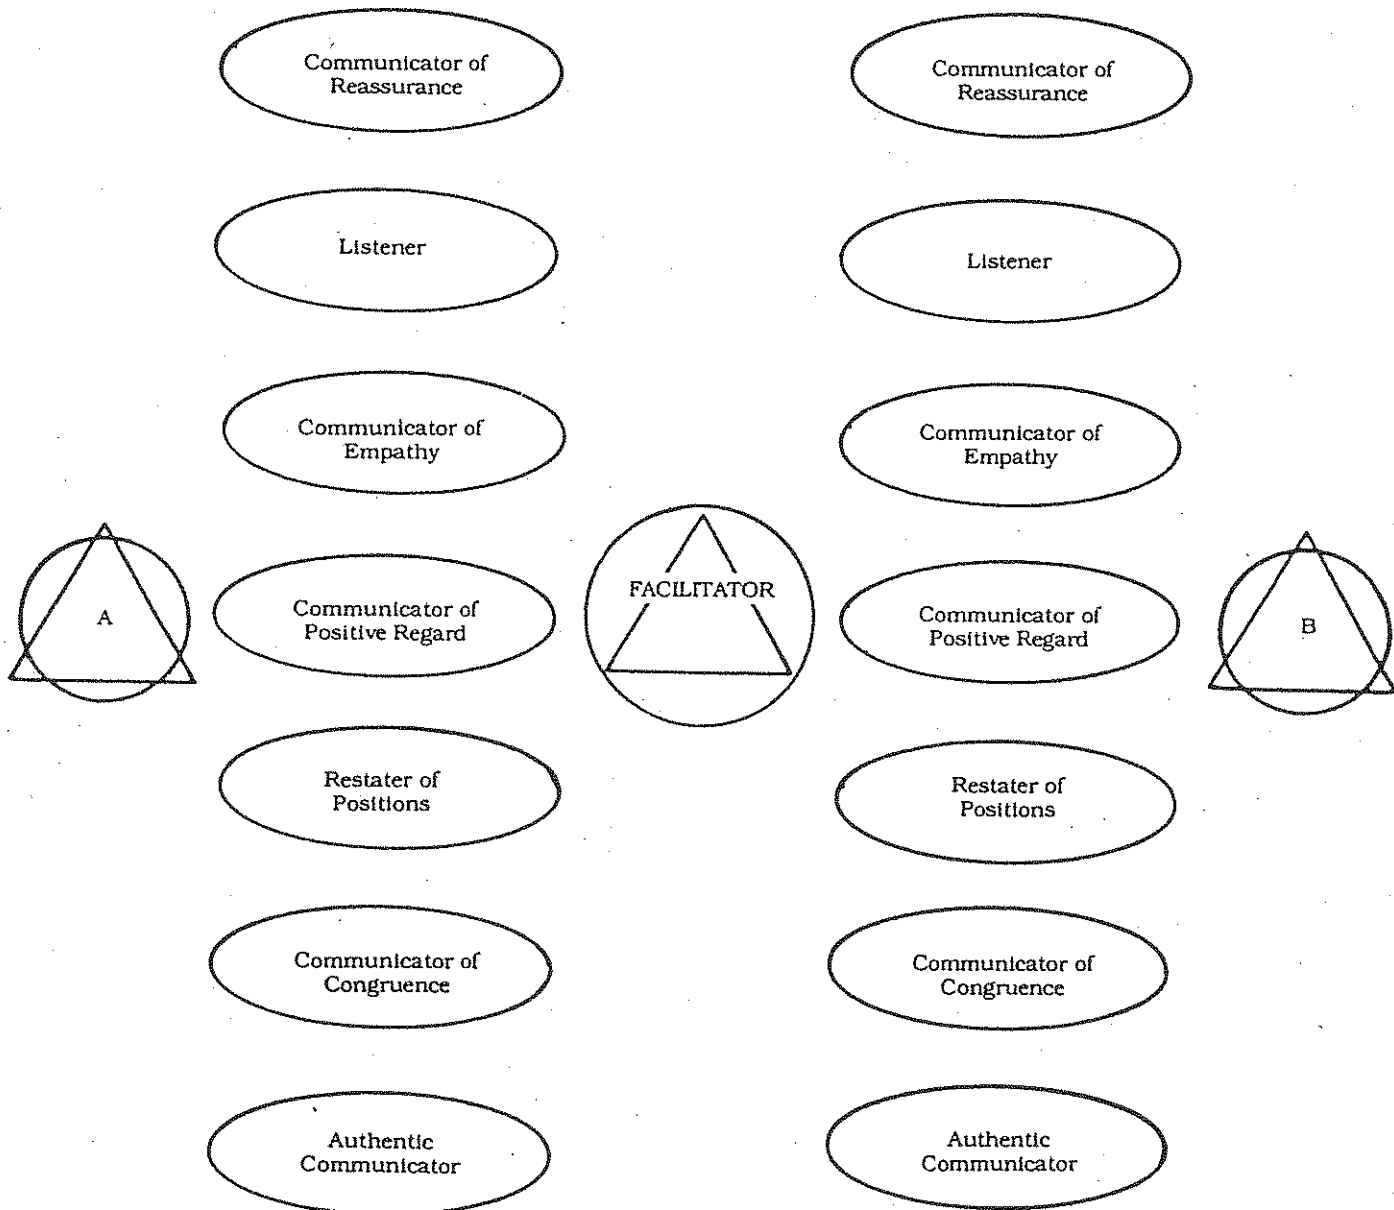 Communicator of
Reassurance
Communicator of
Reassurance
Listener
Listener
Communicator of
Empathy
Communicator of
Empathy
A
Communicator of
Positive Regard
FACILITATOR
Communicator of
Positive Regard
B
Restater of
Positions
Restater of
Positions
Communicator of
Congruence
Communicator of
Congruence
Authentic
Communicator
Authentic
Communicator